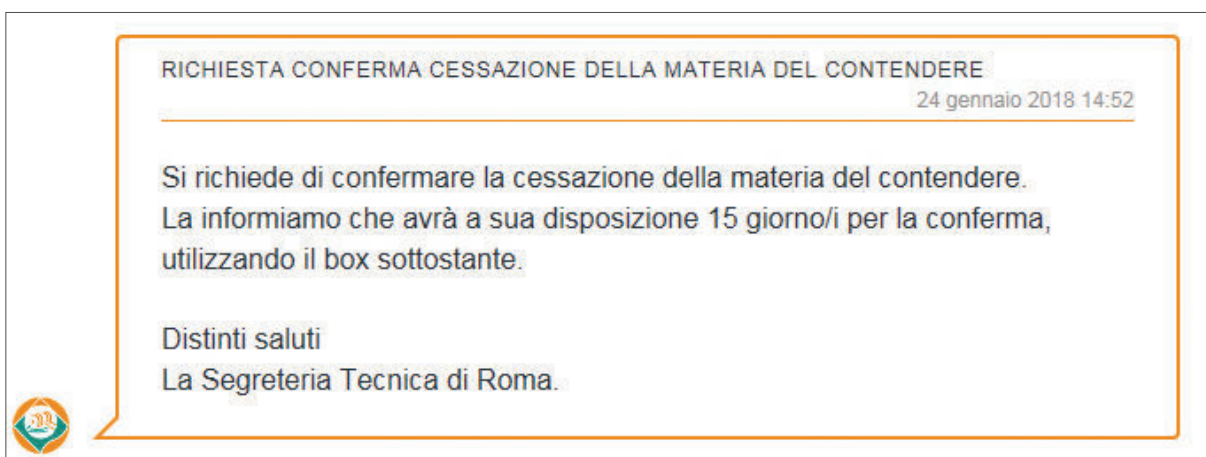 RICHIESTA CONFERMA CESSAZIONE DELLA MATERIA DEL CONTENDERE
24 gennaio 2018 14:52
Si richiede di confermare la cessazione della materia del contendere.
La informiamo che avrà a sua disposizione 15 giorno/i per la conferma,
utilizzando il box sottostante.
Distinti saluti
La Segreteria Tecnica di Roma.